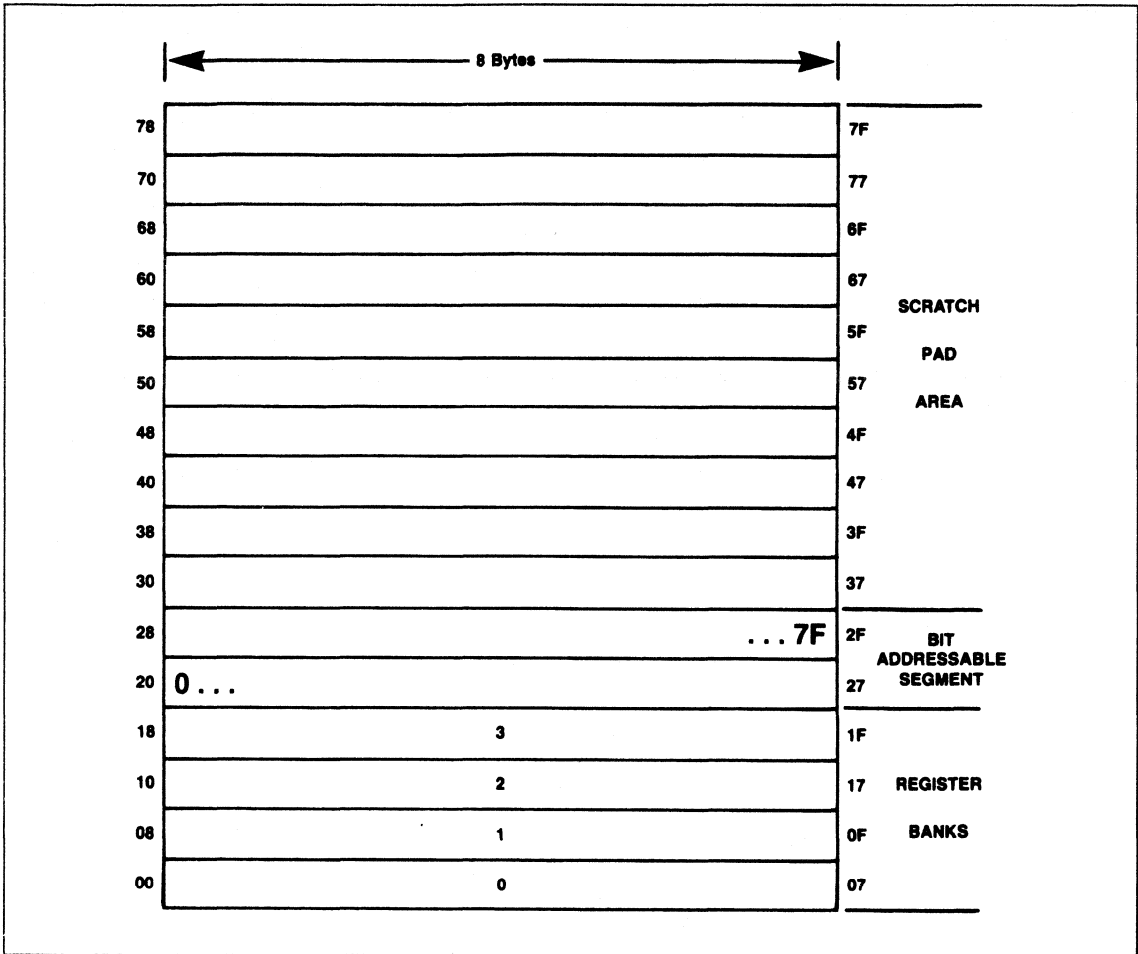 8 Bytes
78 7F
70 77
68 6F
60 67
SCRATCH
58 5F
PAD
50 57
AREA
48 4F
40 47
38 3F
30 37
28 ...7F 2F BIT
ADDRESSABLE
20 0... 27 SEGMENT
18 3 1F
10 2 17 REGISTER
08 1 0F BANKS
00 0 07